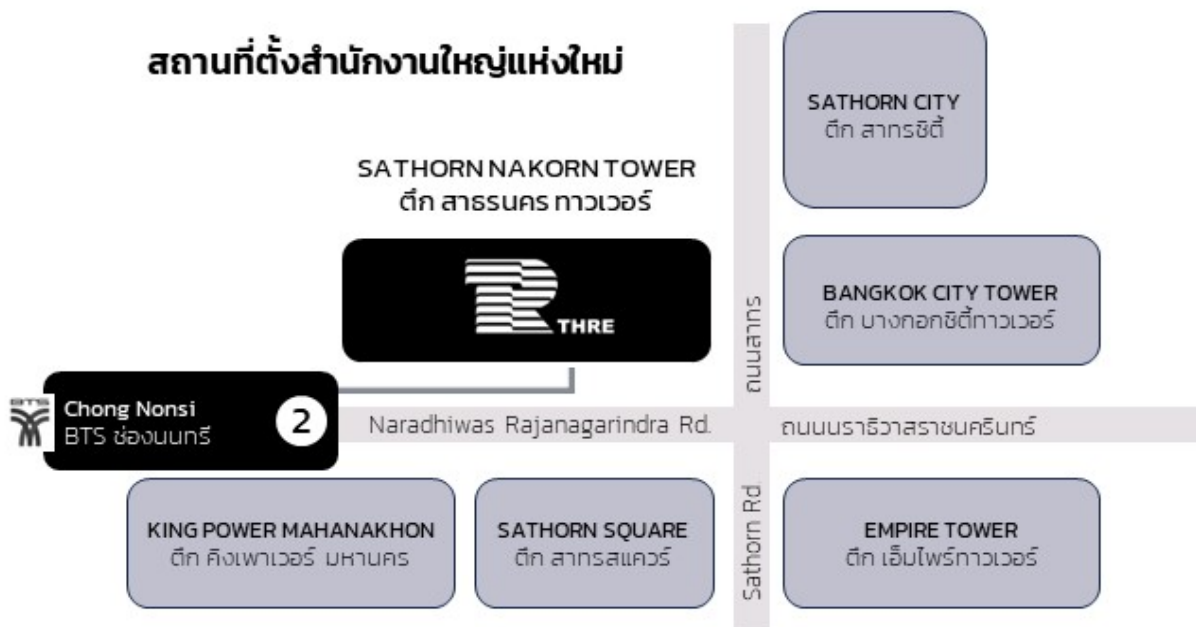 สถานที่ตั้งสำนักงานใหญ่แห่งใหม่
SATHORN CITY
ตึก สาทรซิตี้
SATHORN NAKORN TOWER
ตึก สาธรนคร ทาวเวอร์
TR
THRE
BANGKOK CITY TOWER
ตึก บางกอกซิตี้ทาวเวอร์
ถนนสาทร
BTS
Chong Nonsi
BTS ช่องนนทรี
2
Naradhiwas Rajanagarindra Rd.
ถนนนราธิวาสราชนครินทร์
KING POWER MAHANAKHON
ตึก คิงเพาเวอร์ มหานคร
SATHORN SQUARE
ตึก สาทรสแควร์
Sathorn Rd.
EMPIRE TOWER
ตึก เอ็มไพร์ทาวเวอร์